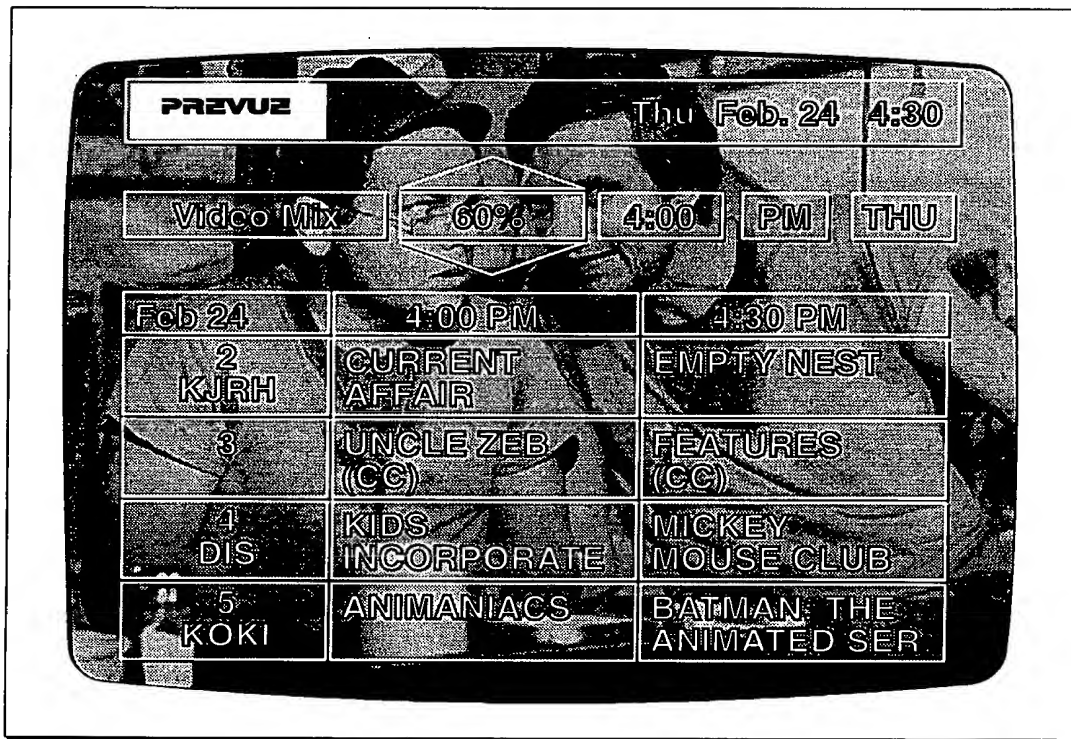 PREVUE Thu Feb. 24 4:30
Video Mix 60% 4:00 PM THU
Feb 24 4:00 PM 4:30 PM
2 KJRH CURRENT AFFAIR EMPTY NEST
3 UNCLE ZEB (CC) FEATURES (CC)
4 DIS KIDS INCORPORATE MICKEY MOUSE CLUB
5 KOKI ANIMANIACS BATMAN THE ANIMATED SER